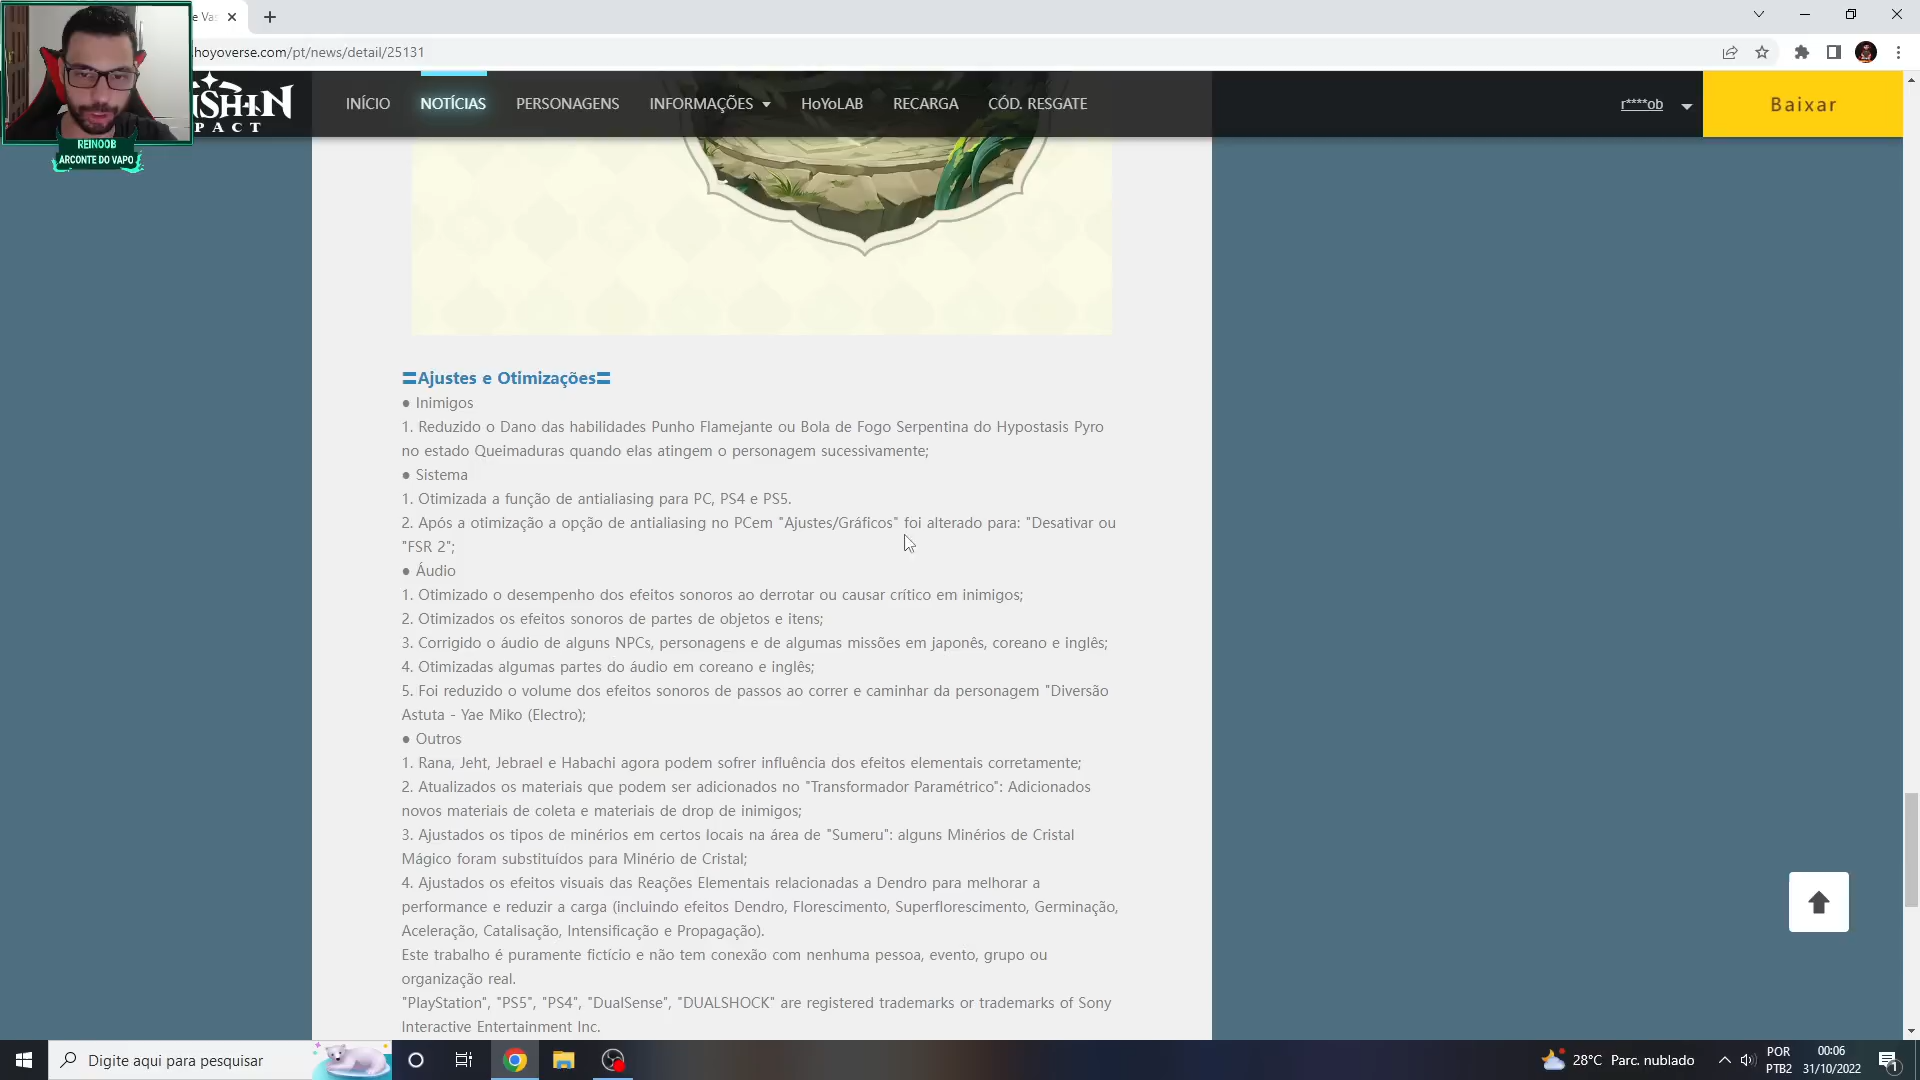 e Vas
hoyoverse.com/pt/news/detail/25131
NSHIN
PACT
INÍCIO
NOTÍCIAS
PERSONAGENS
INFORMAÇÕES
HoYoLAB
RECARGA
CÓD. RESGATE
r****ob
Baixar
REINOOB
ARCONTE DO VAPO
〓Ajustes e Otimizações〓
● Inimigos
1. Reduzido o Dano das habilidades Punho Flamejante ou Bola de Fogo Serpentina do Hypostasis Pyro
no estado Queimaduras quando elas atingem o personagem sucessivamente;
● Sistema
1. Otimizada a função de antialiasing para PC, PS4 e PS5.
2. Após a otimização a opção de antialiasing no PCem "Ajustes/Gráficos" foi alterado para: "Desativar ou
"FSR 2";
● Áudio
1. Otimizado o desempenho dos efeitos sonoros ao derrotar ou causar crítico em inimigos;
2. Otimizados os efeitos sonoros de partes de objetos e itens;
3. Corrigido o áudio de alguns NPCs, personagens e de algumas missões em japonês, coreano e inglês;
4. Otimizadas algumas partes do áudio em coreano e inglês;
5. Foi reduzido o volume dos efeitos sonoros de passos ao correr e caminhar da personagem "Diversão
Astuta - Yae Miko (Electro);
● Outros
1. Rana, Jeht, Jebrael e Habachi agora podem sofrer influência dos efeitos elementais corretamente;
2. Atualizados os materiais que podem ser adicionados no "Transformador Paramétrico": Adicionados
novos materiais de coleta e materiais de drop de inimigos;
3. Ajustados os tipos de minérios em certos locais na área de "Sumeru": alguns Minérios de Cristal
Mágico foram substituídos para Minério de Cristal;
4. Ajustados os efeitos visuais das Reações Elementais relacionadas a Dendro para melhorar a
performance e reduzir a carga (incluindo efeitos Dendro, Florescimento, Superflorescimento, Germinação,
Aceleração, Catalisação, Intensificação e Propagação).
Este trabalho é puramente fictício e não tem conexão com nenhuma pessoa, evento, grupo ou
organização real.
"PlayStation", "PS5", "PS4", "DualSense", "DUALSHOCK" are registered trademarks or trademarks of Sony
Interactive Entertainment Inc.
Digite aqui para pesquisar
28°C Parc. nublado
POR
PTB2
00:06
31/10/2022
1